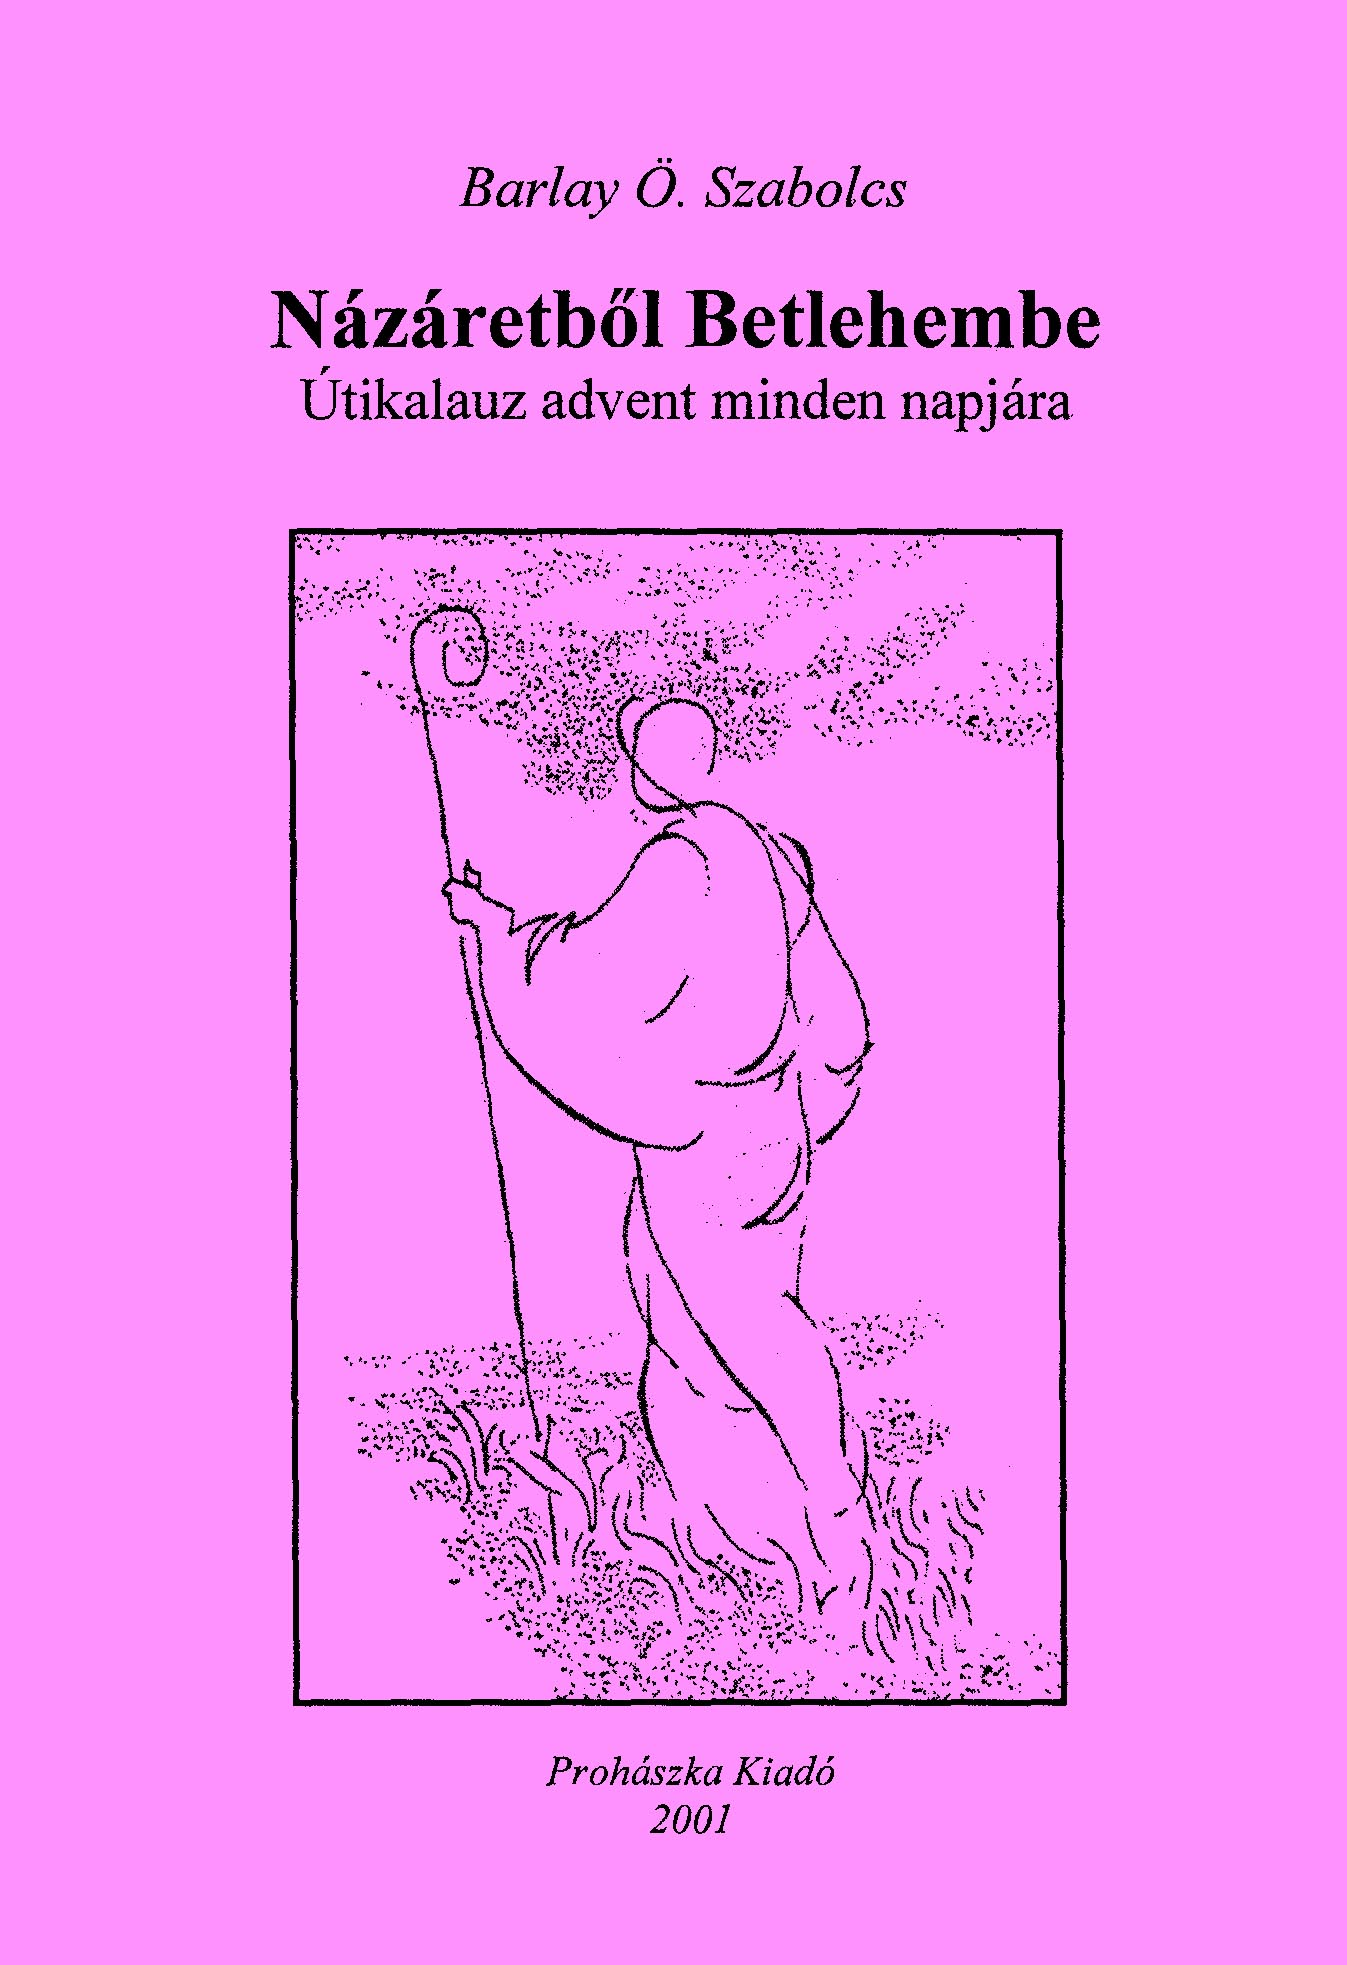 Barlay Ö. Szabolcs
Názáretből Betlehembe
Útikalauz advent minden napjára
Prohászka Kiadó
2001